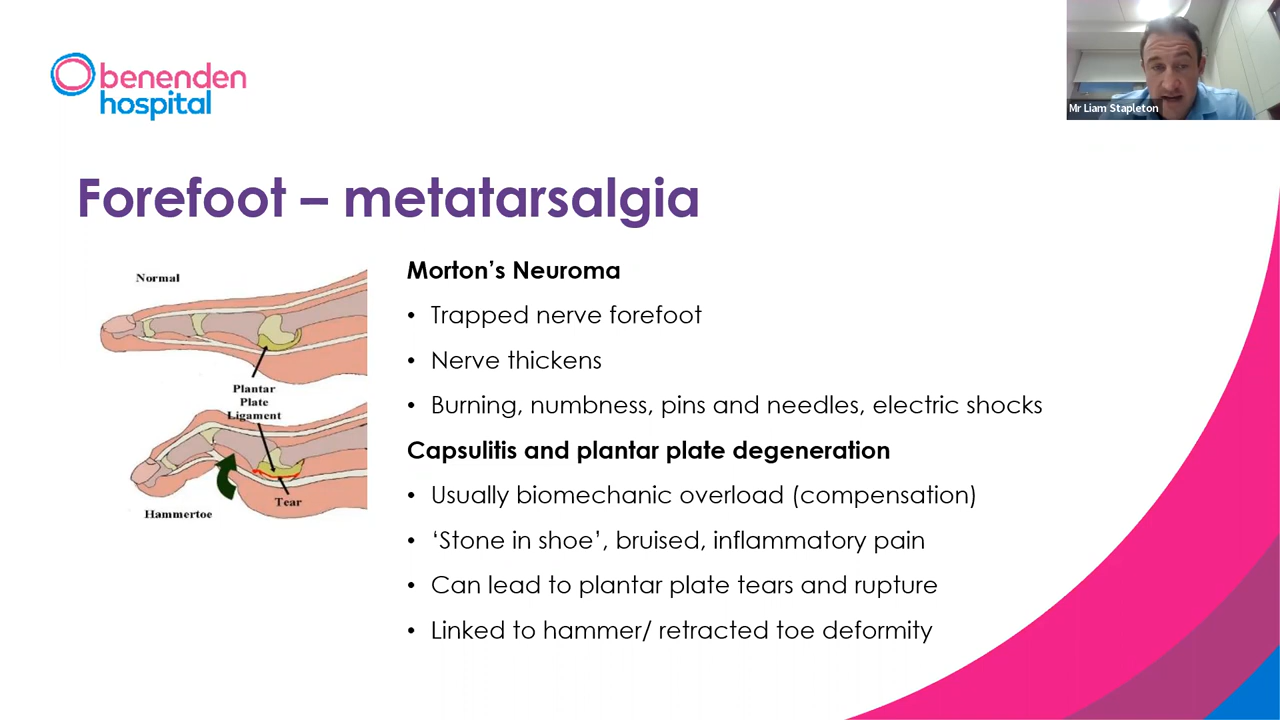 benenden
hospital
Mr Liam Stapleton
Forefoot – metatarsalgia
Normal
Plantar
Plate
Ligament
Tear
Hammertoe
Morton’s Neuroma
• Trapped nerve forefoot
• Nerve thickens
• Burning, numbness, pins and needles, electric shocks
Capsulitis and plantar plate degeneration
• Usually biomechanic overload (compensation)
• ‘Stone in shoe’, bruised, inflammatory pain
• Can lead to plantar plate tears and rupture
• Linked to hammer/ retracted toe deformity